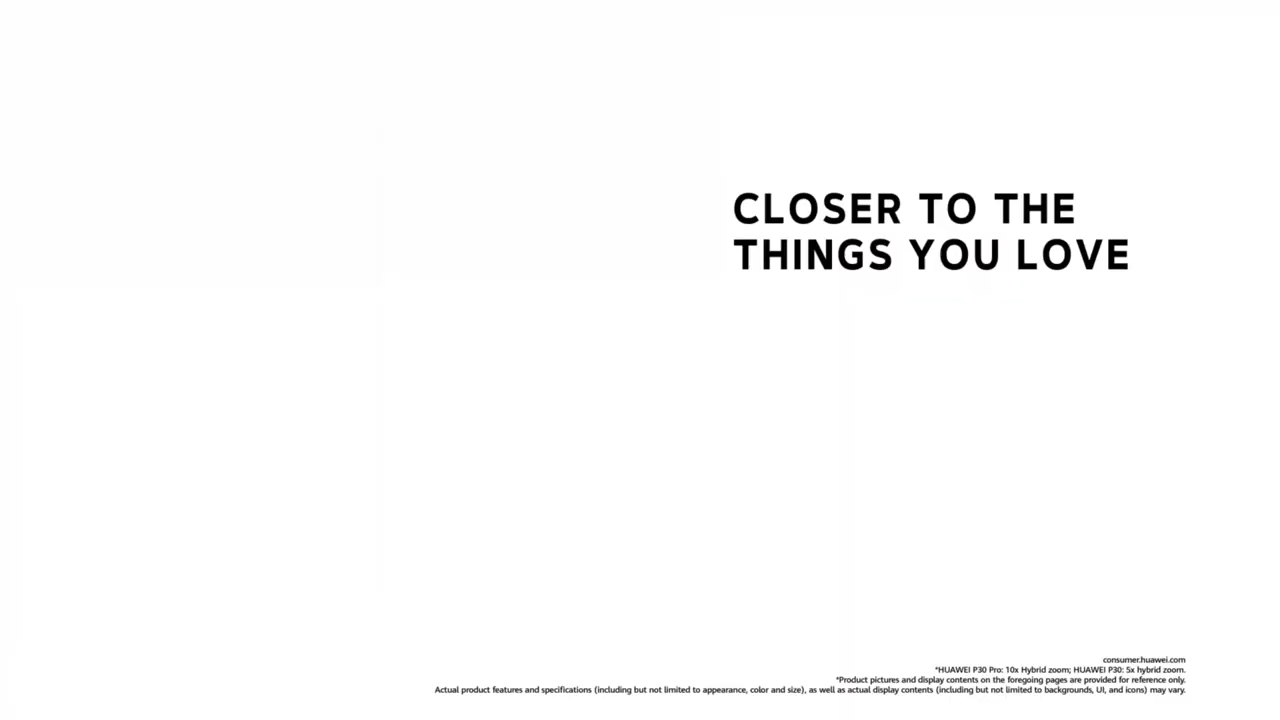 CLOSER TO THE
THINGS YOU LOVE
consumer.huawei.com
*HUAWEI P30 Pro: 10x Hybrid zoom; HUAWEI P30: 5x hybrid zoom.
*Product pictures and display contents on the foregoing pages are provided for reference only.
Actual product features and specifications (including but not limited to appearance, color and size), as well as actual display contents (including but not limited to backgrounds, UI, and icons) may vary.